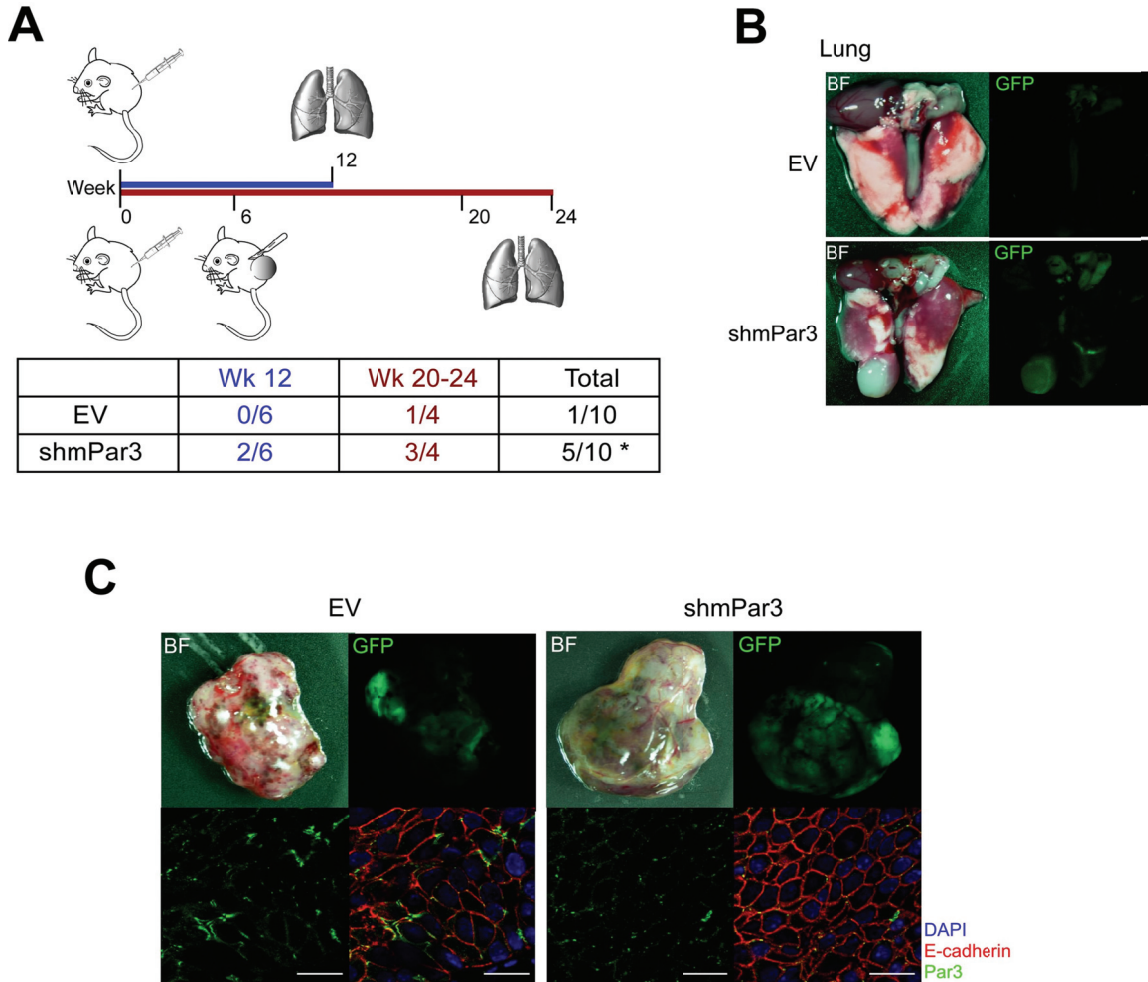 A
Week
12
0
6
20
24
Wk 12
Wk 20-24
Total
EV
0/6
1/4
1/10
shmPar3
2/6
3/4
5/10 *
B
Lung
BF
GFP
EV
BF
GFP
shmPar3
C
EV
shmPar3
BF
GFP
BF
GFP
DAPI
E-cadherin
Par3